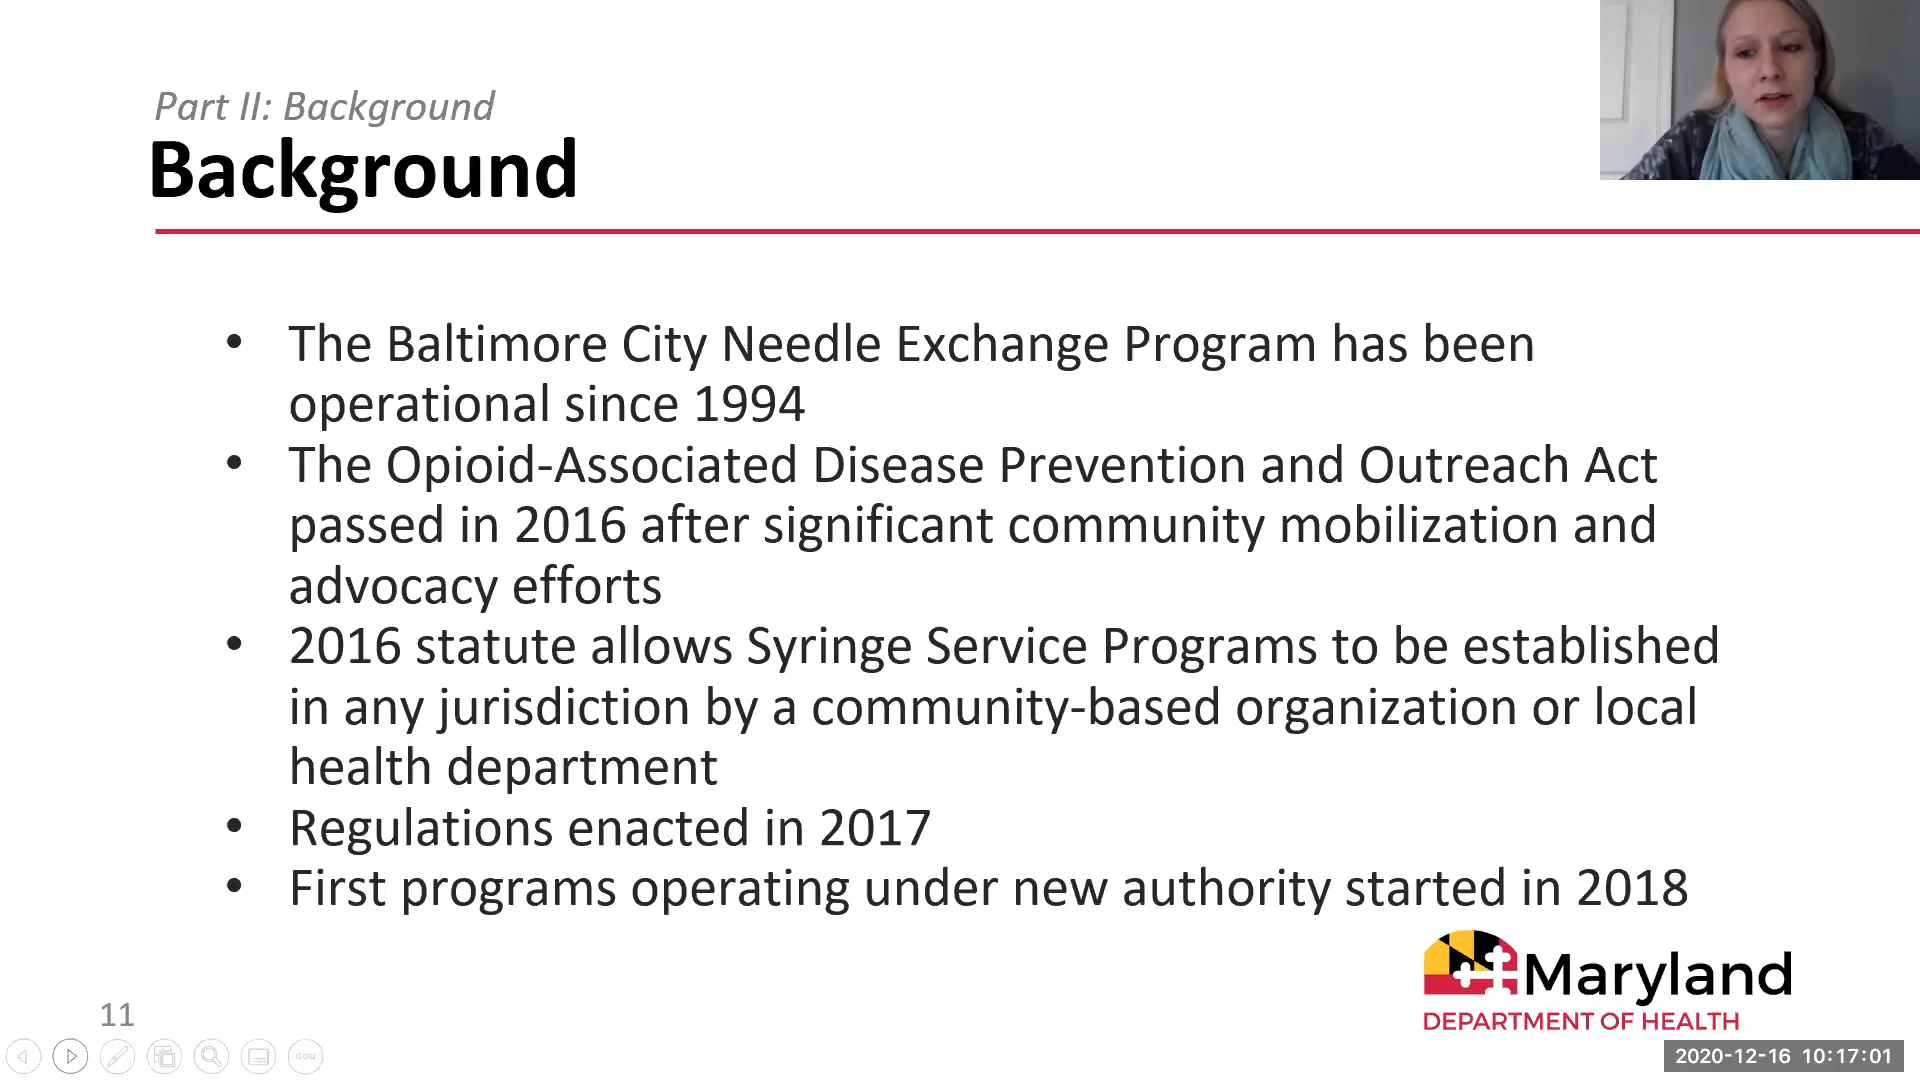 Part II: Background
Background
• The Baltimore City Needle Exchange Program has been
operational since 1994
• The Opioid-Associated Disease Prevention and Outreach Act
passed in 2016 after significant community mobilization and
advocacy efforts
• 2016 statute allows Syringe Service Programs to be established
in any jurisdiction by a community-based organization or local
health department
• Regulations enacted in 2017
• First programs operating under new authority started in 2018
Maryland
DEPARTMENT OF HEALTH
11
2020-12-16 10:17:01